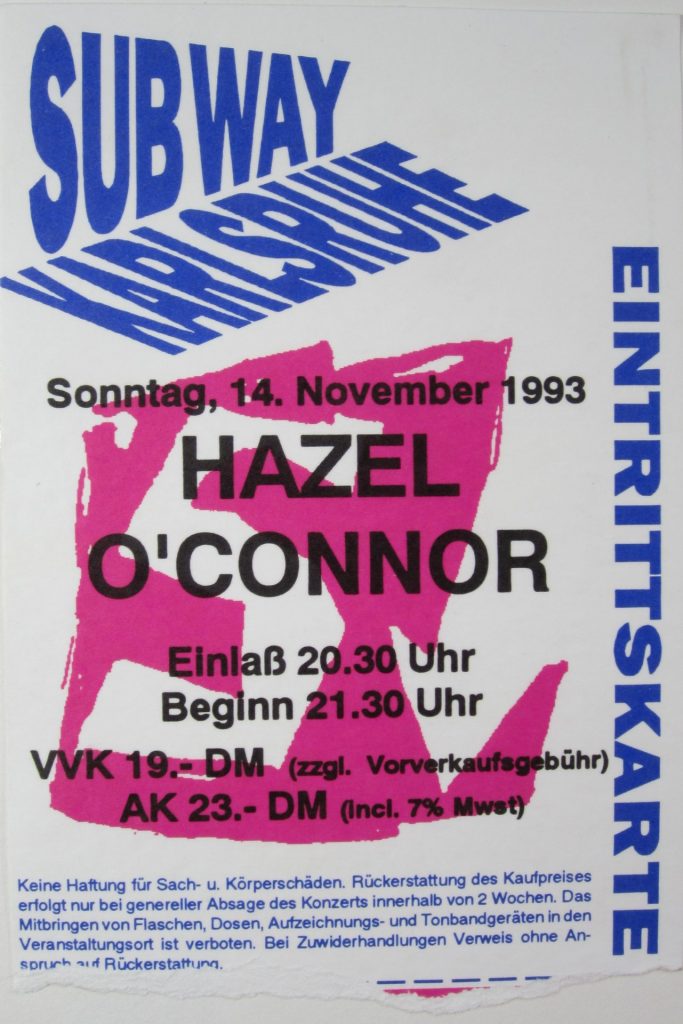 SUBWAY
KARLSRUHE
Sonntag, 14. November 1993
HAZEL
O'CONNOR
Einlaß 20.30 Uhr
Beginn 21.30 Uhr
VVK 19.- DM (zzgl. Vorverkaufsgebühr)
AK 23.- DM (incl. 7% Mwst)
EINTRITTSKARTE
Keine Haftung für Sach- u. Körperschäden. Rückerstattung des Kaufpreises
erfolgt nur bei genereller Absage des Konzerts innerhalb von 2 Wochen. Das
Mitbringen von Flaschen, Dosen, Aufzeichnungs- und Tonbandgeräten in den
Veranstaltungsort ist verboten. Bei Zuwiderhandlungen Verweis ohne An-
spruch auf Rückerstattung.